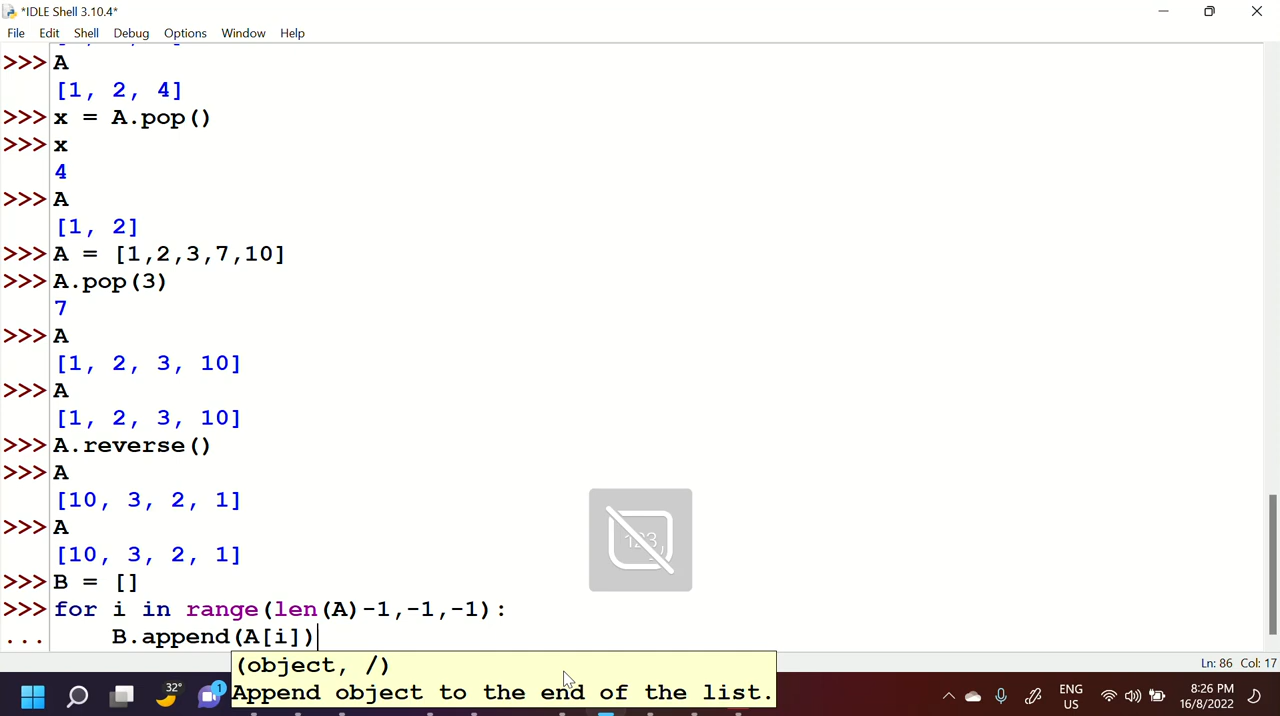 *IDLE Shell 3.10.4*
File Edit Shell Debug Options Window Help
>>> A
[1, 2, 4]
>>> x = A.pop()
>>> x
4
>>> A
[1, 2]
>>> A = [1,2,3,7,10]
>>> A.pop(3)
7
>>> A
[1, 2, 3, 10]
>>> A
[1, 2, 3, 10]
>>> A.reverse()
>>> A
[10, 3, 2, 1]
>>> A
[10, 3, 2, 1]
>>> B = []
>>> for i in range(len(A)-1,-1,-1):
... B.append(A[i])
(object, /)
Append object to the end of the list.
123
Ln: 86 Col: 17
32°
1
ENG
US
8:26 PM
16/8/2022